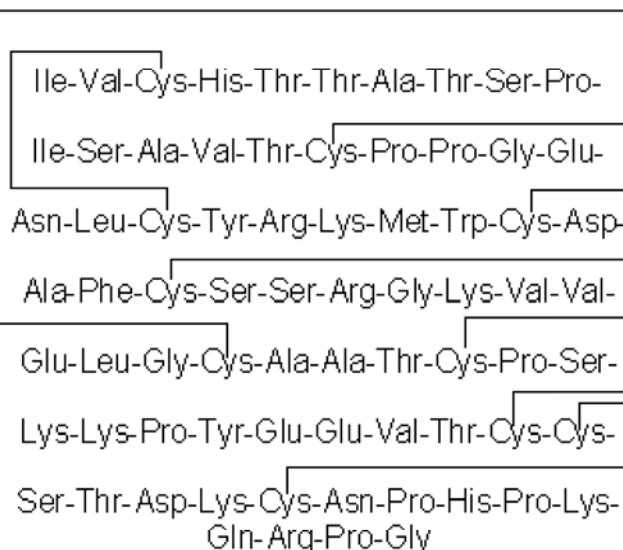 Ile-Val-Cys-His-Thr-Thr-Ala-Thr-Ser-Pro-
Ile-Ser-Ala-Val-Thr-Cys-Pro-Pro-Gly-Glu-
Asn-Leu-Cys-Tyr-Arg-Lys-Met-Trp-Cys-Asp-
Ala-Phe-Cys-Ser-Ser-Arg-Gly-Lys-Val-Val-
Glu-Leu-Gly-Cys-Ala-Ala-Thr-Cys-Pro-Ser-
Lys-Lys-Pro-Tyr-Glu-Glu-Val-Thr-Cys-Cys-
Ser-Thr-Asp-Lys-Cys-Asn-Pro-His-Pro-Lys-
Gln-Arg-Pro-Gly